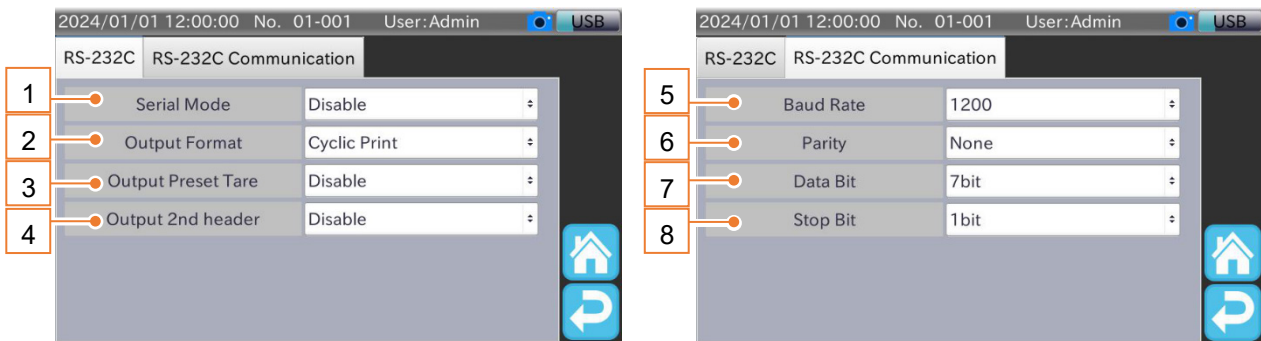 2024/01/01 12:00:00 No. 01-001 User:Admin USB
RS-232C RS-232C Communication
1 Serial Mode Disable
2 Output Format Cyclic Print
3 Output Preset Tare Disable
4 Output 2nd header Disable
2024/01/01 12:00:00 No. 01-001 User:Admin USB
RS-232C RS-232C Communication
5 Baud Rate 1200
6 Parity None
7 Data Bit 7bit
8 Stop Bit 1bit